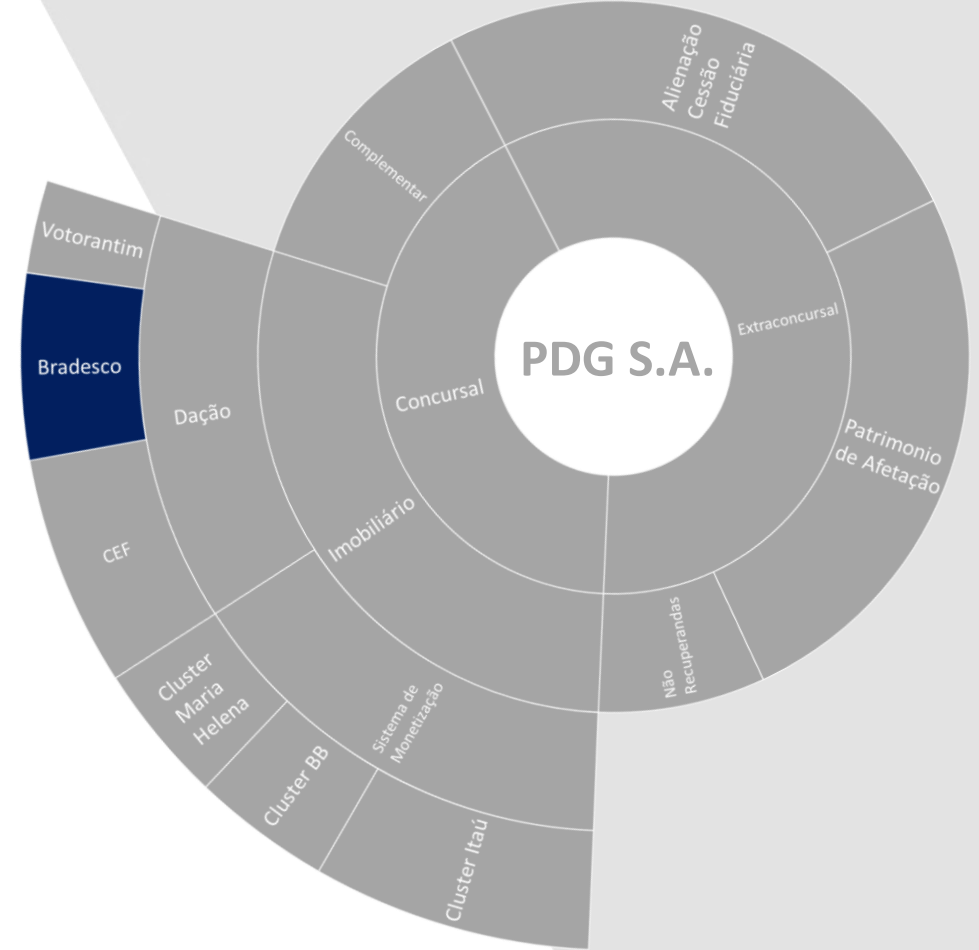 Alienação
Cessão
Fiduciária
Complementar
Votorantim
Bradesco
Dação
Concursal
PDG S.A.
Extraconcursal
Patrimonio
de Afetação
Imobiliário
CEF
Não
Recuperandas
Cluster
Maria
Helena
Sistema de
Monetização
Cluster BB
Cluster Itaú